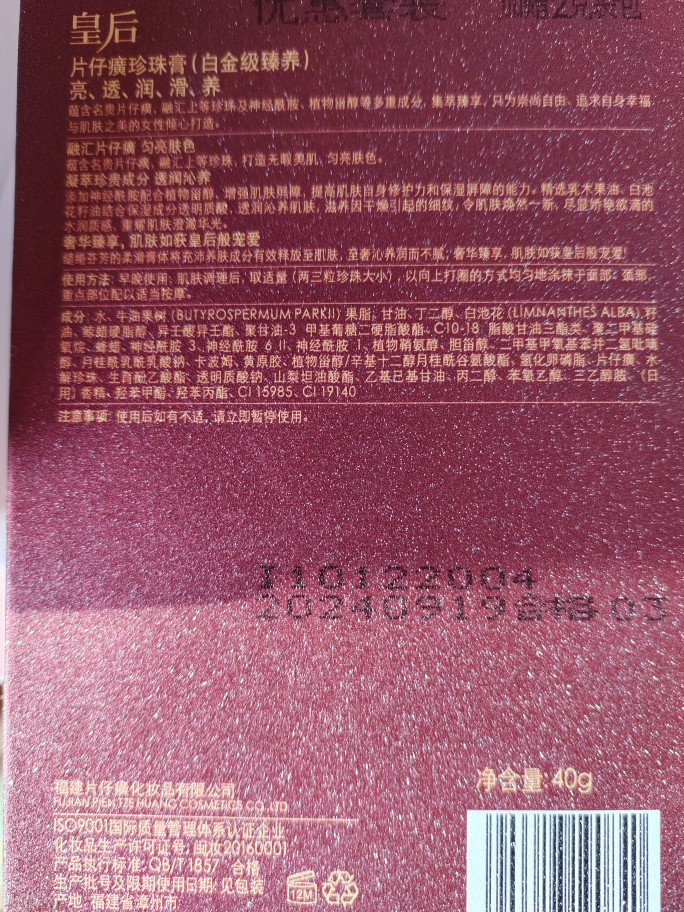 优惠套装 加赠2克装包
皇后
片仔癀珍珠膏(白金级臻养)
亮、透、润、滑、养
蕴含名贵片仔癀,融汇上等珍珠及神经酰胺、植物甾醇等多重成分,集萃臻享,只为崇尚自由、追求自身幸福
与肌肤之美的女性倾心打造。
融汇片仔癀 匀亮肤色
蕴含名贵片仔癀,融汇上等珍珠,打造无暇美肌,匀亮肤色。
凝萃珍贵成分 透润沁养
添加神经酰胺配合植物甾醇,增强肌肤屏障,提高肌肤自身修护力和保湿屏障的能力。精选乳木果油、白池
花籽油结合保湿成分透明质酸,透润沁养肌肤,滋养因干燥引起的细纹,令肌肤焕然一新,尽显娇艳欲滴的
水润质感,重耀肌肤澄澈华光。
奢华臻享,肌肤如获皇后般宠爱
缱绻芬芳的柔滑膏体将充沛养肤成分有效释放至肌肤,至奢沁养润而不腻,奢华臻享,肌肤如获皇后般宠爱!
使用方法:早晚使用:肌肤调理后,取适量(两三粒珍珠大小)以向上打圈的方式均匀地涂抹于面部、颈部,
重点部位配以适当按摩。
成分:水、牛油果树(BUTYROSPERMUM PARKII)果脂、甘油、丁二醇、白池花(LIMNANTHES ALBA)籽
油、鲸蜡硬脂醇、异壬酸异壬酯、聚甘油-3 甲基葡糖二硬脂酸酯、C10-18 脂酸甘油三酯类、聚二甲基硅
氧烷、蜂蜡、神经酰胺 3、神经酰胺 6 II、神经酰胺 1、植物鞘氨醇、胆甾醇、二甲基甲氧基苯并二氢吡喃
醇、月桂酰乳酰乳酸钠、卡波姆、黄原胶、植物甾醇/辛基十二醇月桂酰谷氨酸酯、氢化卵磷脂、片仔癀、水
解珍珠、生育酚乙酸酯、透明质酸钠、山梨坦油酸酯、乙基己基甘油、丙二醇、苯氧乙醇、三乙醇胺、(日
用)香精、羟苯甲酯、羟苯丙酯、CI 15985、CI 19140
注意事项:使用后如有不适,请立即暂停使用。
I10122004
20240919合格03
净含量:40g
福建片仔癀化妆品有限公司
FUJIAN PIEN TZE HUANG COSMETICS CO.,LTD
ISO9001国际质量管理体系认证企业
化妆品生产许可证号:闽妆20160001
产品执行标准:QB/T 1857 合格
生产批号及限期使用日期:见包装
产地:福建省漳州市
12M